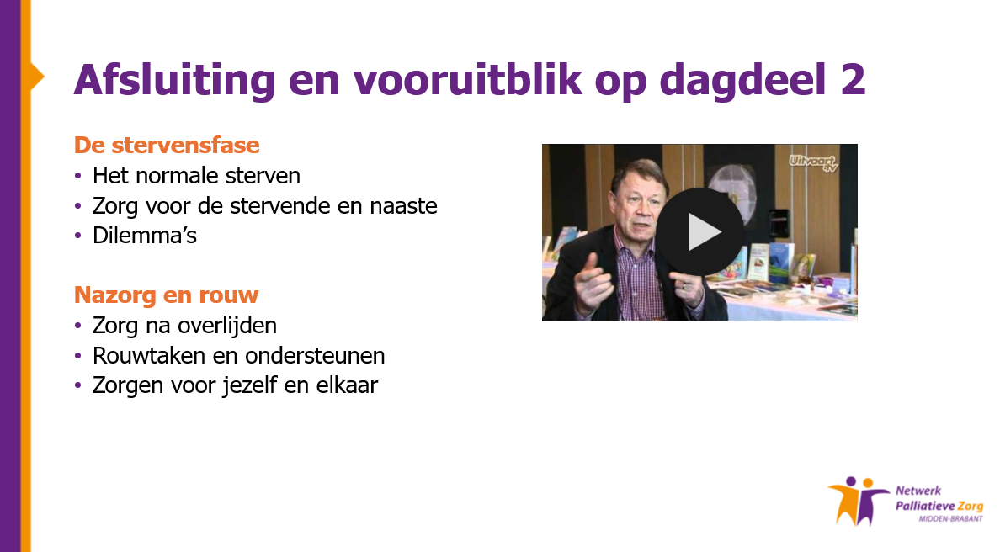 Afsluiting en vooruitblik op dagdeel 2
De stervensfase
• Het normale sterven
• Zorg voor de stervende en naaste
• Dilemma’s
Nazorg en rouw
• Zorg na overlijden
• Rouwtaken en ondersteunen
• Zorgen voor jezelf en elkaar
Uitvaart
tv
Netwerk
Palliatieve Zorg
MIDDEN-BRABANT